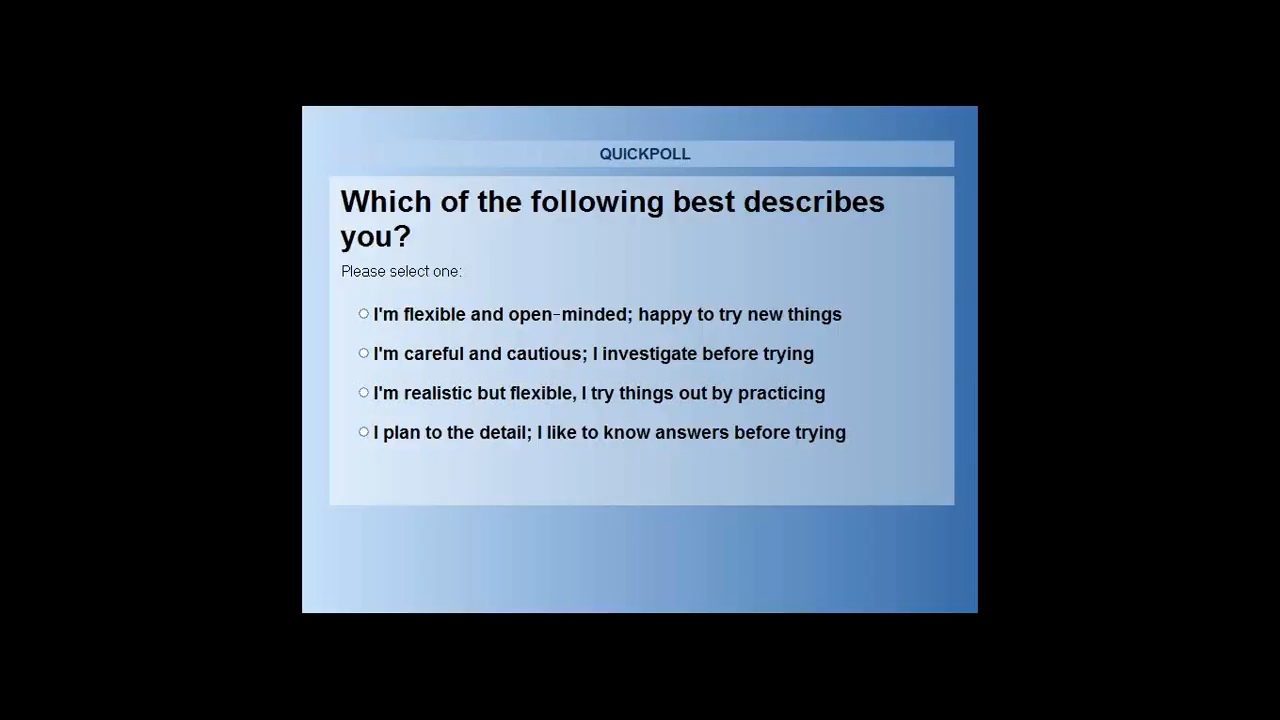 QUICKPOLL
Which of the following best describes
you?
Please select one:
I'm flexible and open-minded; happy to try new things
I'm careful and cautious; I investigate before trying
I'm realistic but flexible, I try things out by practicing
I plan to the detail; I like to know answers before trying